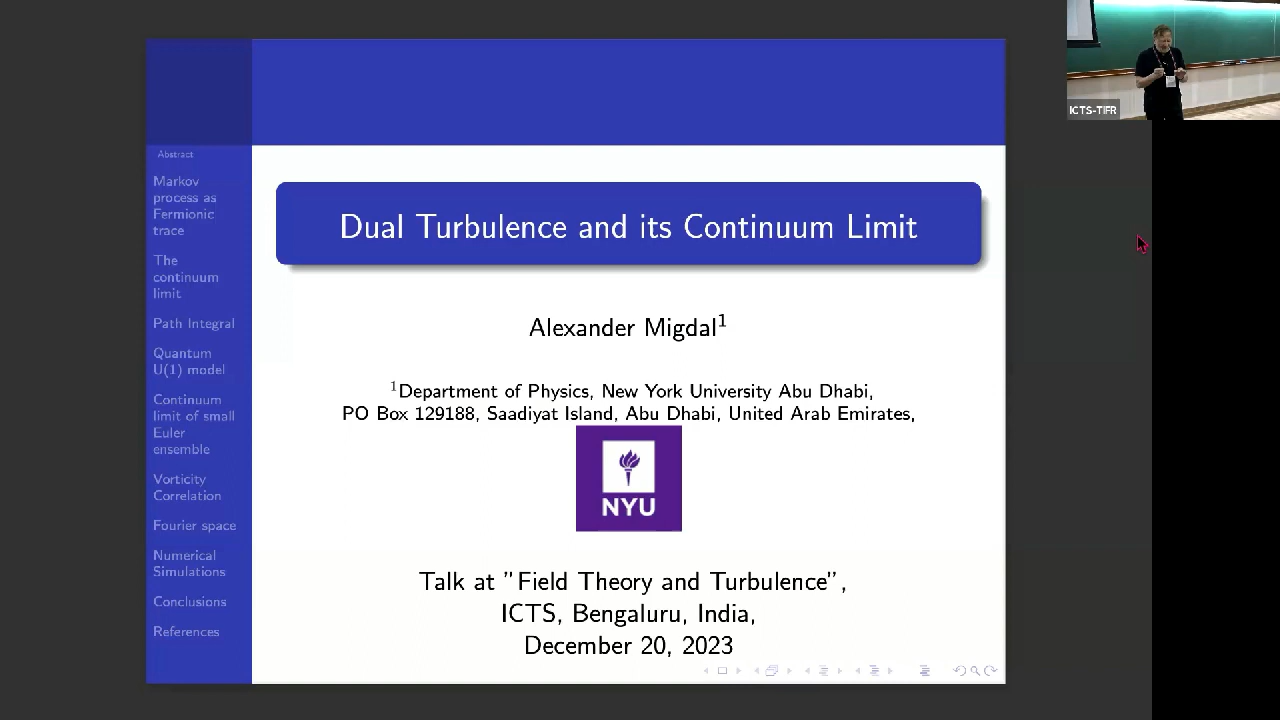 ICTS-TIFR
Abstract
Markov
process as
Fermionic
trace
The
continuum
limit
Path Integral
Quantum
U(1) model
Continuum
limit of small
Euler
ensemble
Vorticity
Correlation
Fourier space
Numerical
Simulations
Conclusions
References
Dual Turbulence and its Continuum Limit
Alexander Migdal¹
¹Department of Physics, New York University Abu Dhabi,
PO Box 129188, Saadiyat Island, Abu Dhabi, United Arab Emirates,
NYU
Talk at "Field Theory and Turbulence",
ICTS, Bengaluru, India,
December 20, 2023